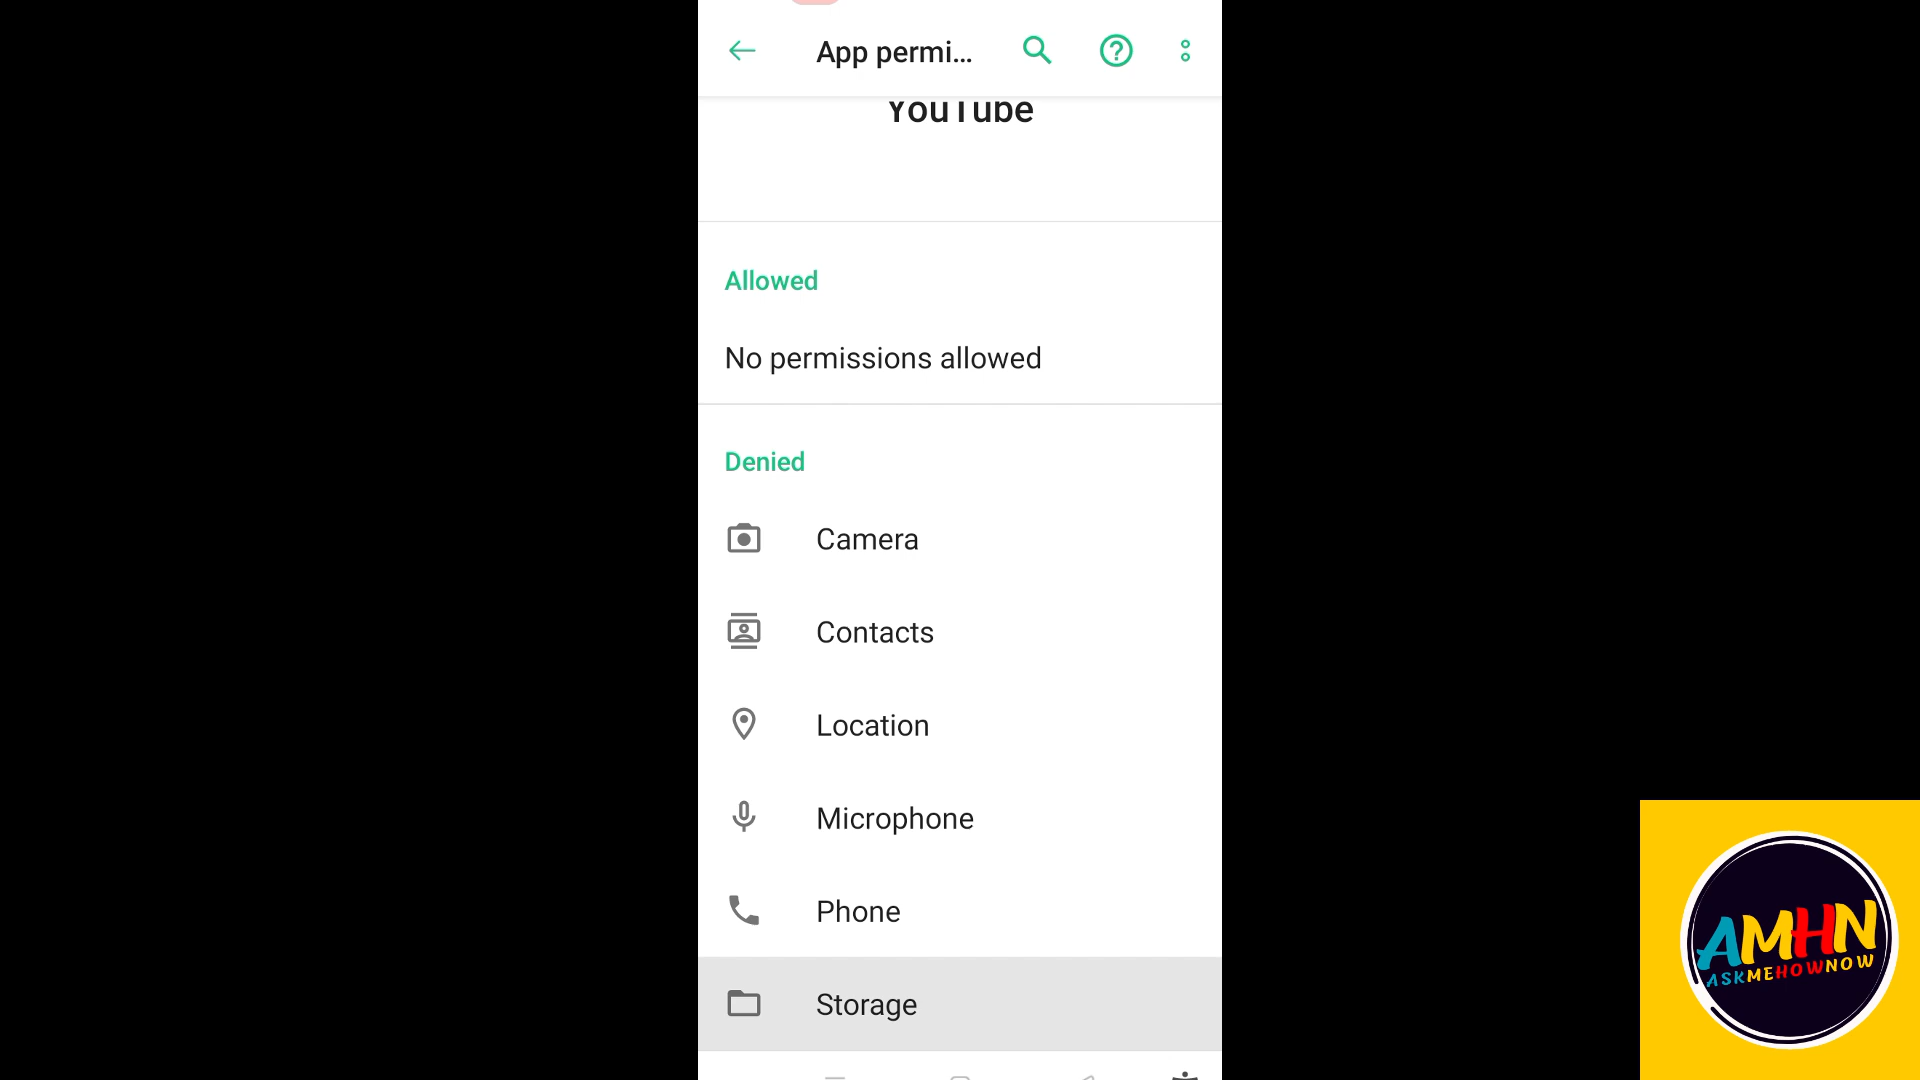 App permi...
YouTube
Allowed
No permissions allowed
Denied
Camera
Contacts
Location
Microphone
Phone
Storage
AMHN
ASKMEHOWNOW